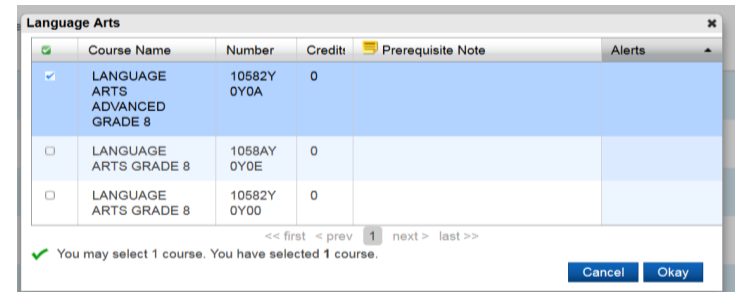 Language Arts
Course Name Number Credits Prerequisite Note Alerts
LANGUAGE 10582Y 0
ARTS 0Y0A
ADVANCED
GRADE 8
LANGUAGE 1058AY 0
ARTS GRADE 8 0Y0E
LANGUAGE 10582Y 0
ARTS GRADE 8 0Y00
<< first < prev 1 next > last >>
You may select 1 course. You have selected 1 course.
Cancel Okay